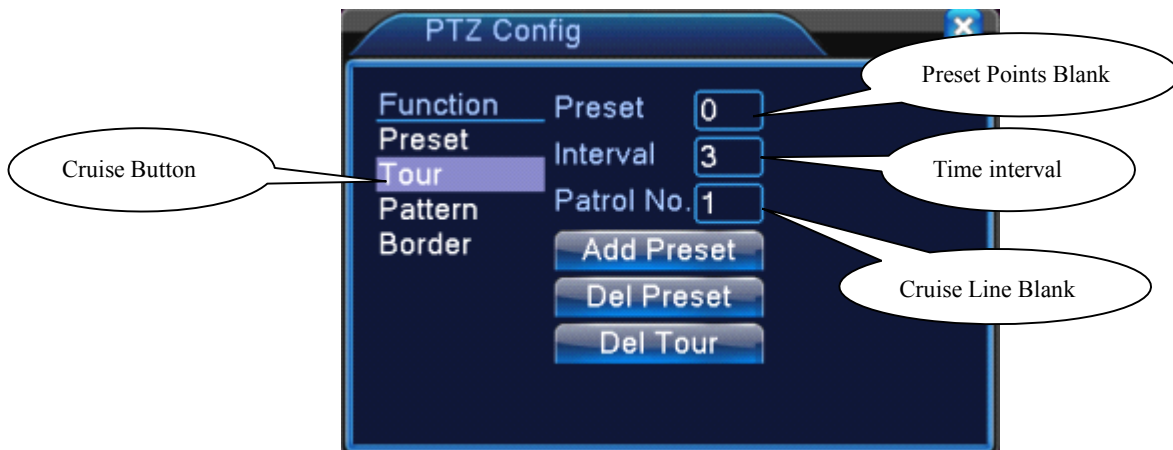 PTZ Config
Preset Points Blank
Function
Preset 0
Preset
Interval 3
Time interval
Cruise Button
Tour
Patrol No. 1
Pattern
Border
Add Preset
Cruise Line Blank
Del Preset
Del Tour